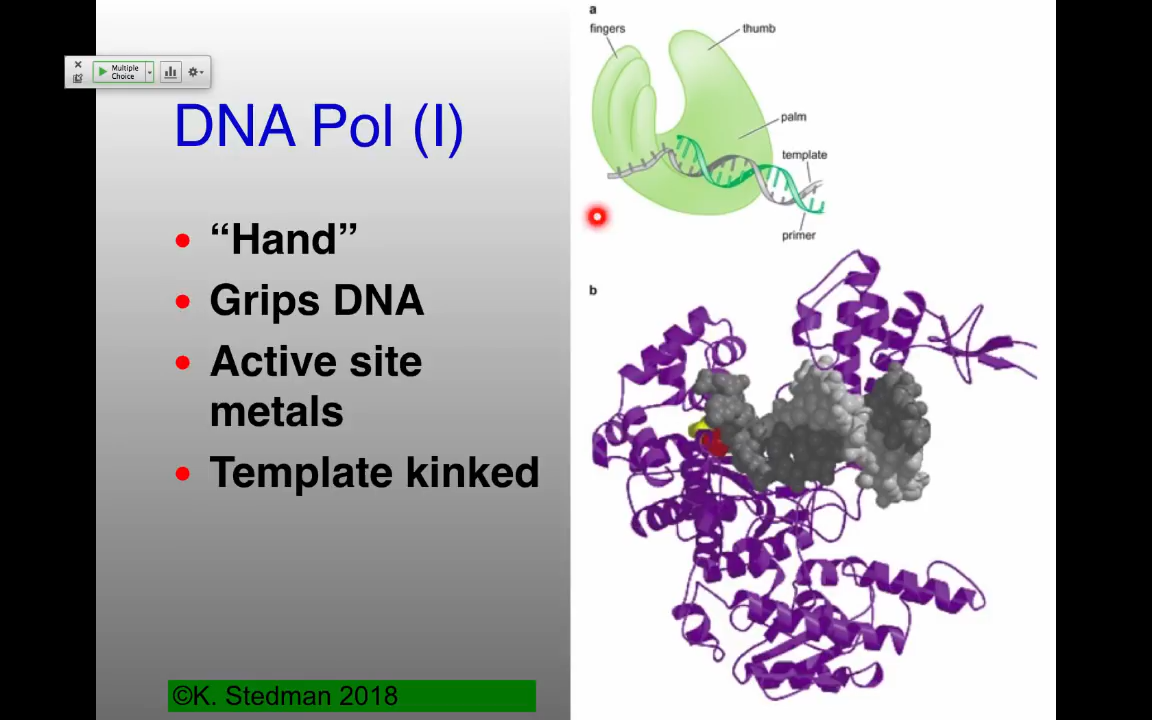 Multiple
Choice
DNA Pol (I)
• “Hand”
• Grips DNA
• Active site
metals
• Template kinked
©K. Stedman 2018
a
fingers
thumb
palm
template
primer
b